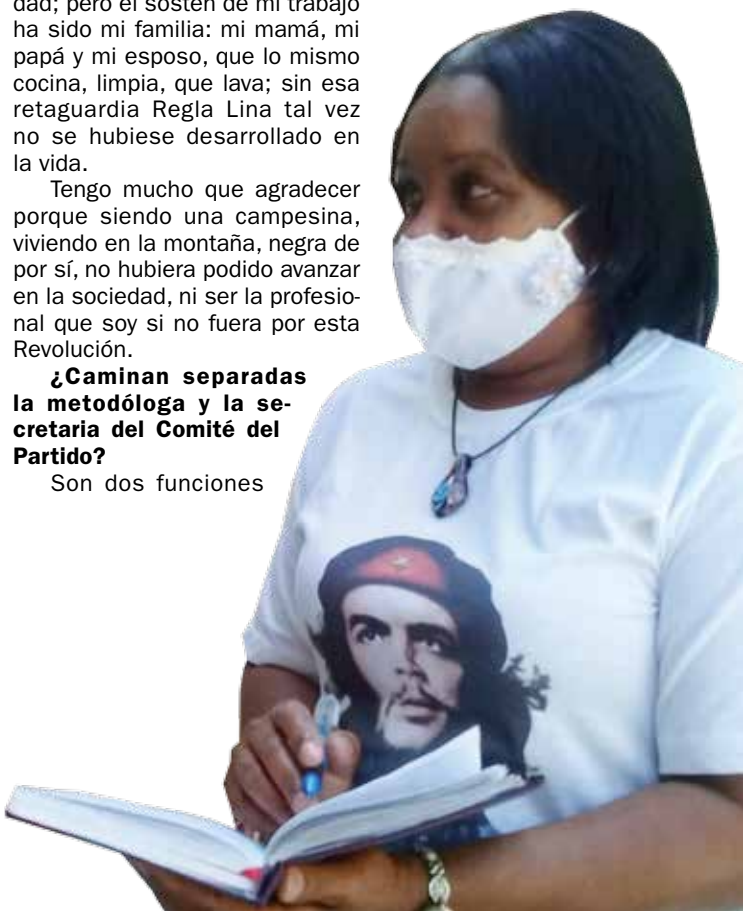 dad; pero el sostén de mi trabajo
ha sido mi familia: mi mamá, mi
papá y mi esposo, que lo mismo
cocina, limpia, que lava; sin esa
retaguardia Regla Lina tal vez
no se hubiese desarrollado en
la vida.
Tengo mucho que agradecer
porque siendo una campesina,
viviendo en la montaña, negra de
por sí, no hubiera podido avanzar
en la sociedad, ni ser la profesio-
nal que soy si no fuera por esta
Revolución.
¿Caminan separadas
la metodóloga y la se-
cretaria del Comité del
Partido?
Son dos funciones